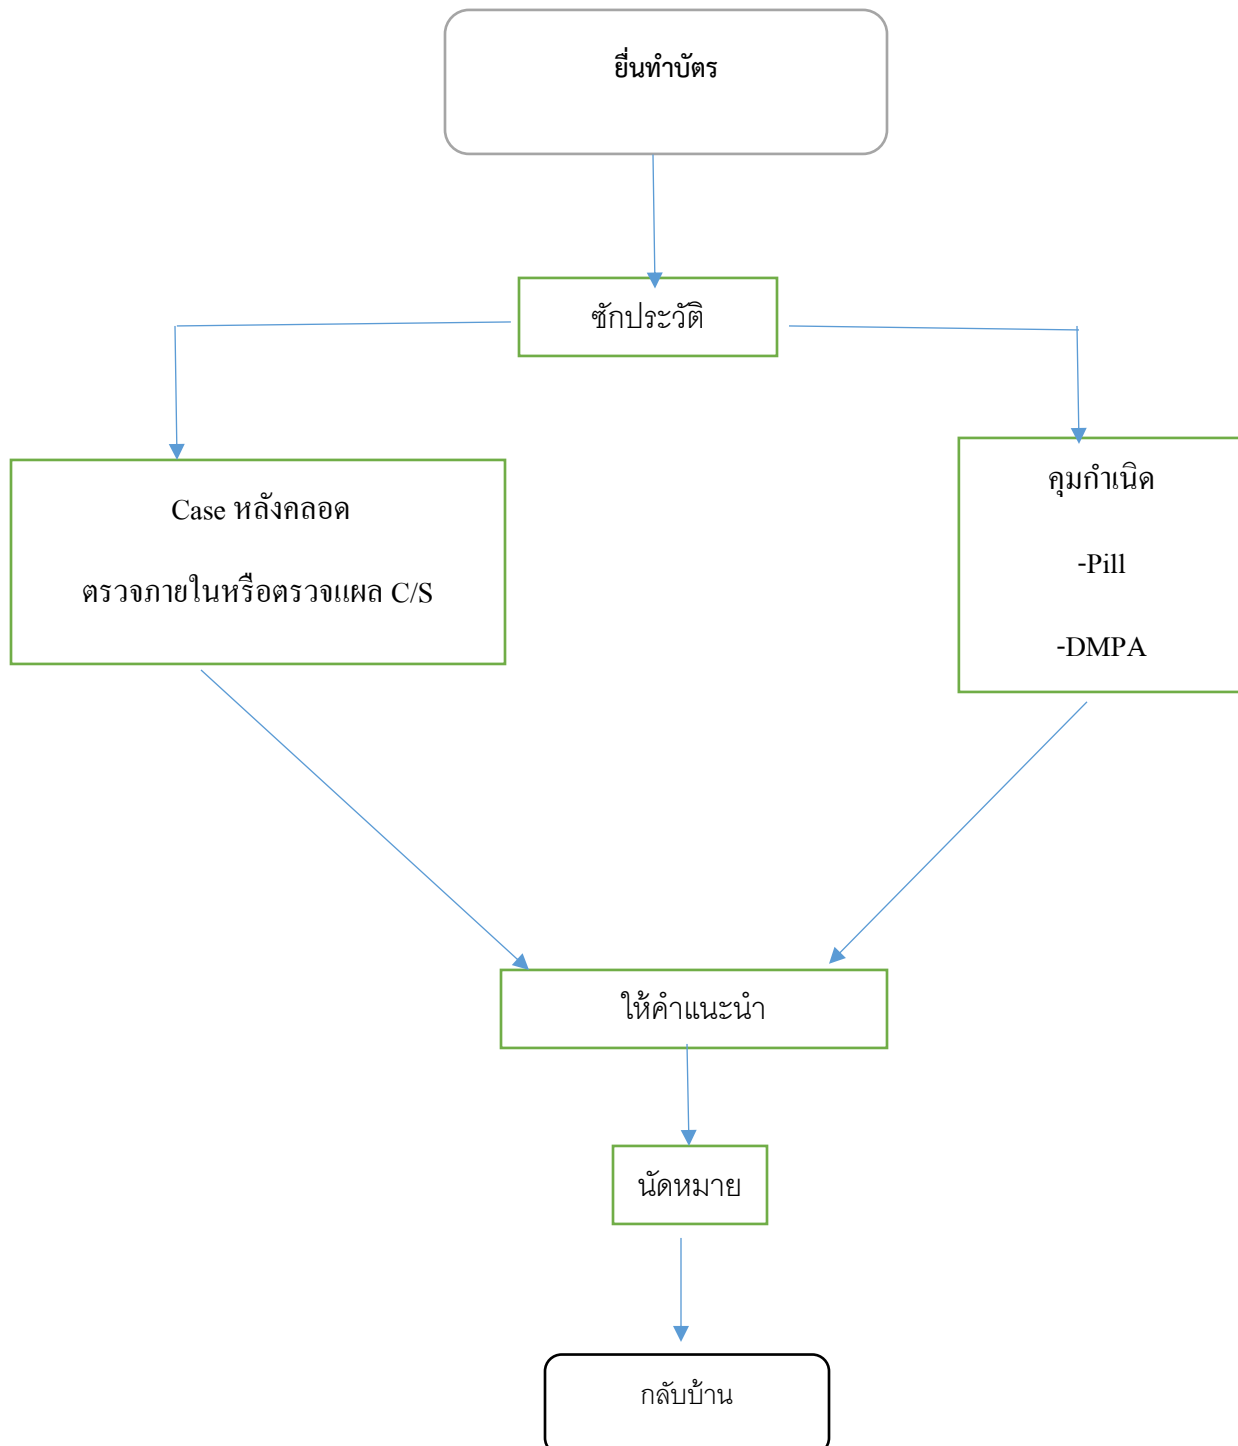 ยื่นทำบัตร
ซักประวัติ
Case หลังคลอด
ตรวจภายในหรือตรวจแผล C/S
คุมกำเนิด
-Pill
-DMPA
ให้คำแนะนำ
นัดหมาย
กลับบ้าน